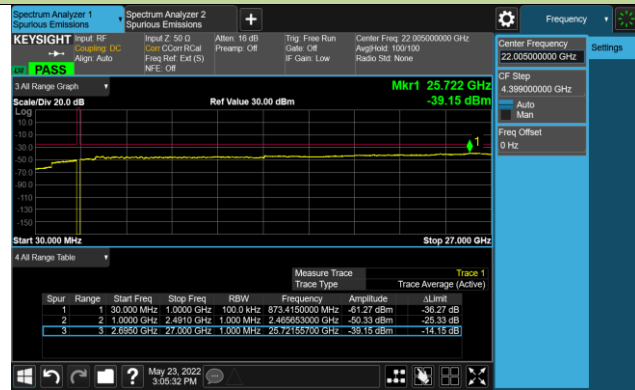 Spectrum Analyzer 1
Spurious Emissions
Spectrum Analyzer 2
Spurious Emissions
+
Frequency
KEYSIGHT
Input: RF
Coupling: DC
Align: Auto
Input Z: 50 Ω
Corr CCorr RCal
Freq Ref: Ext (S)
NFE: Off
Atten: 18 dB
Preamp: Off
Trig: Free Run
Gate: Off
IF Gain: Low
Center Freq: 22.005000000 GHz
Avg|Hold: 100/100
Radio Std: None
PASS
Center Frequency
22.005000000 GHz
Settings
CF Step
4.399000000 GHz
Auto
Man
Freq Offset
0 Hz
3 All Range Graph
Mkr1 25.722 GHz
Scale/Div 20.0 dB
Ref Value 30.00 dBm
-39.15 dBm
Log
10.0
-10.0
-30.0
-50.0
-70.0
-90.0
-110
-130
-150
1
Start 30.000 MHz
Stop 27.000 GHz
4 All Range Table
Measure Trace Trace 1
Trace Type Trace Average (Active)
Spur Range Start Freq Stop Freq RBW Frequency Amplitude ΔLimit
1 1 30.000 MHz 1.0000 GHz 100.0 kHz 873.4150000 MHz -61.27 dBm -36.27 dB
2 2 1.0000 GHz 2.4910 GHz 1.000 MHz 2.465653000 GHz -50.33 dBm -25.33 dB
3 3 2.6950 GHz 27.000 GHz 1.000 MHz 25.72155700 GHz -39.15 dBm -14.15 dB
?
May 23, 2022
3:05:32 PM